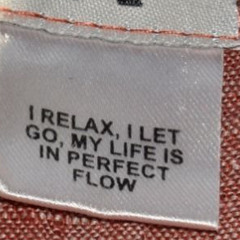 I RELAX, I LET
GO, MY LIFE IS
IN PERFECT
FLOW